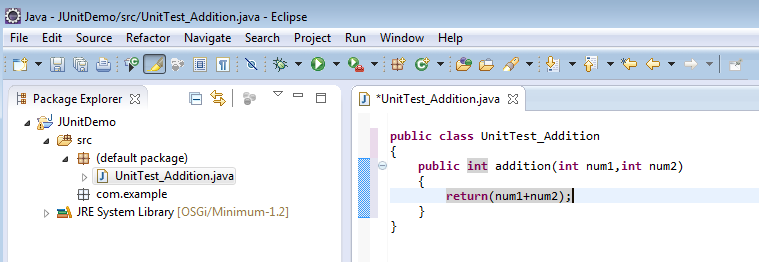 Java - JUnitDemo/src/UnitTest_Addition.java - Eclipse
File Edit Source Refactor Navigate Search Project Run Window Help
Package Explorer
JUnitDemo
src
(default package)
UnitTest_Addition.java
com.example
JRE System Library [OSGi/Minimum-1.2]
*UnitTest_Addition.java
public class UnitTest_Addition
{
public int addition(int num1,int num2)
{
return(num1+num2);
}
}